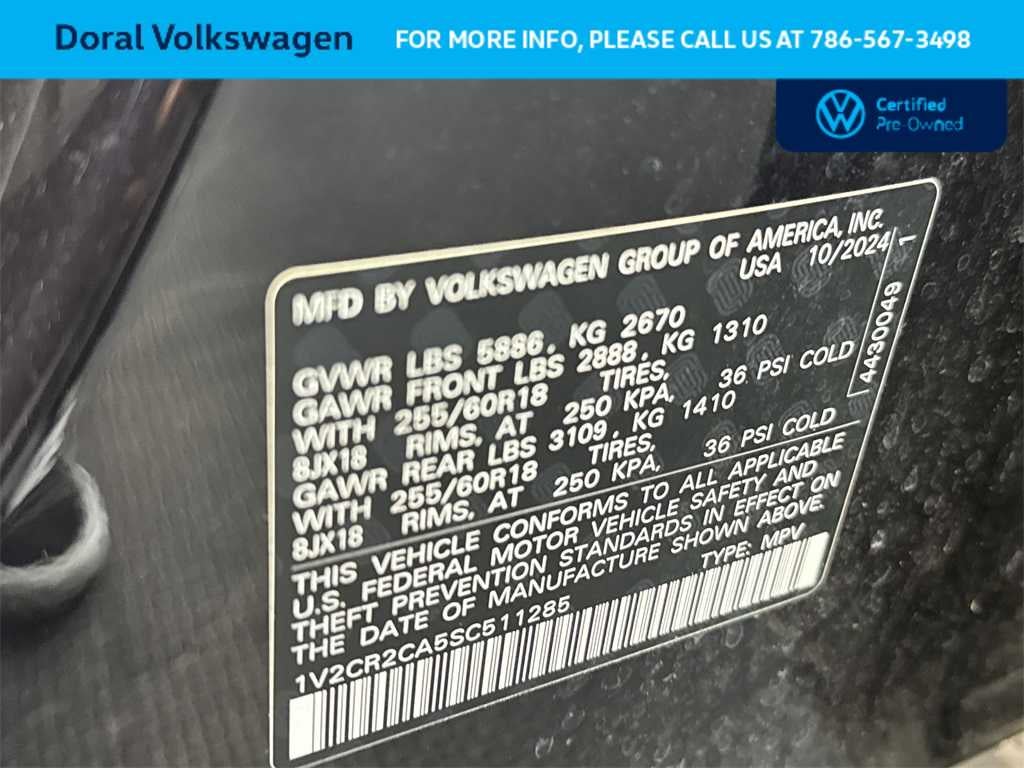 Doral Volkswagen
FOR MORE INFO, PLEASE CALL US AT 786-567-3498
Certified
Pre-Owned
MFD BY VOLKSWAGEN GROUP OF AMERICA, INC.
USA 10/2024
GVWR LBS 5886, KG 2670
GAWR FRONT LBS 2888, KG 1310
WITH 255/60R18 TIRES,
8JX18 RIMS, AT 250 KPA, 36 PSI COLD
GAWR REAR LBS 3109, KG 1410
WITH 255/60R18 TIRES,
8JX18 RIMS, AT 250 KPA, 36 PSI COLD
THIS VEHICLE CONFORMS TO ALL APPLICABLE
U.S. FEDERAL MOTOR VEHICLE SAFETY AND
THEFT PREVENTION STANDARDS IN EFFECT ON
THE DATE OF MANUFACTURE SHOWN ABOVE.
1V2CR2CA5SC511285 TYPE: MPV
4430049 1